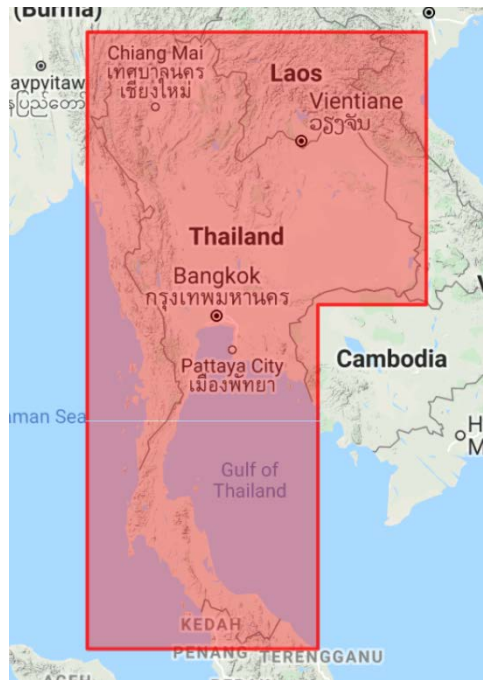 (Burma)
Chiang Mai
เทศบาลนคร
เชียงใหม่
Laos
Vientiane
ວຽງຈັນ
Thailand
Bangkok
กรุงเทพมหานคร
Pattaya City
เมืองพัทยา
Cambodia
Gulf of
Thailand
KEDAH
PENANG
TERENGGANU